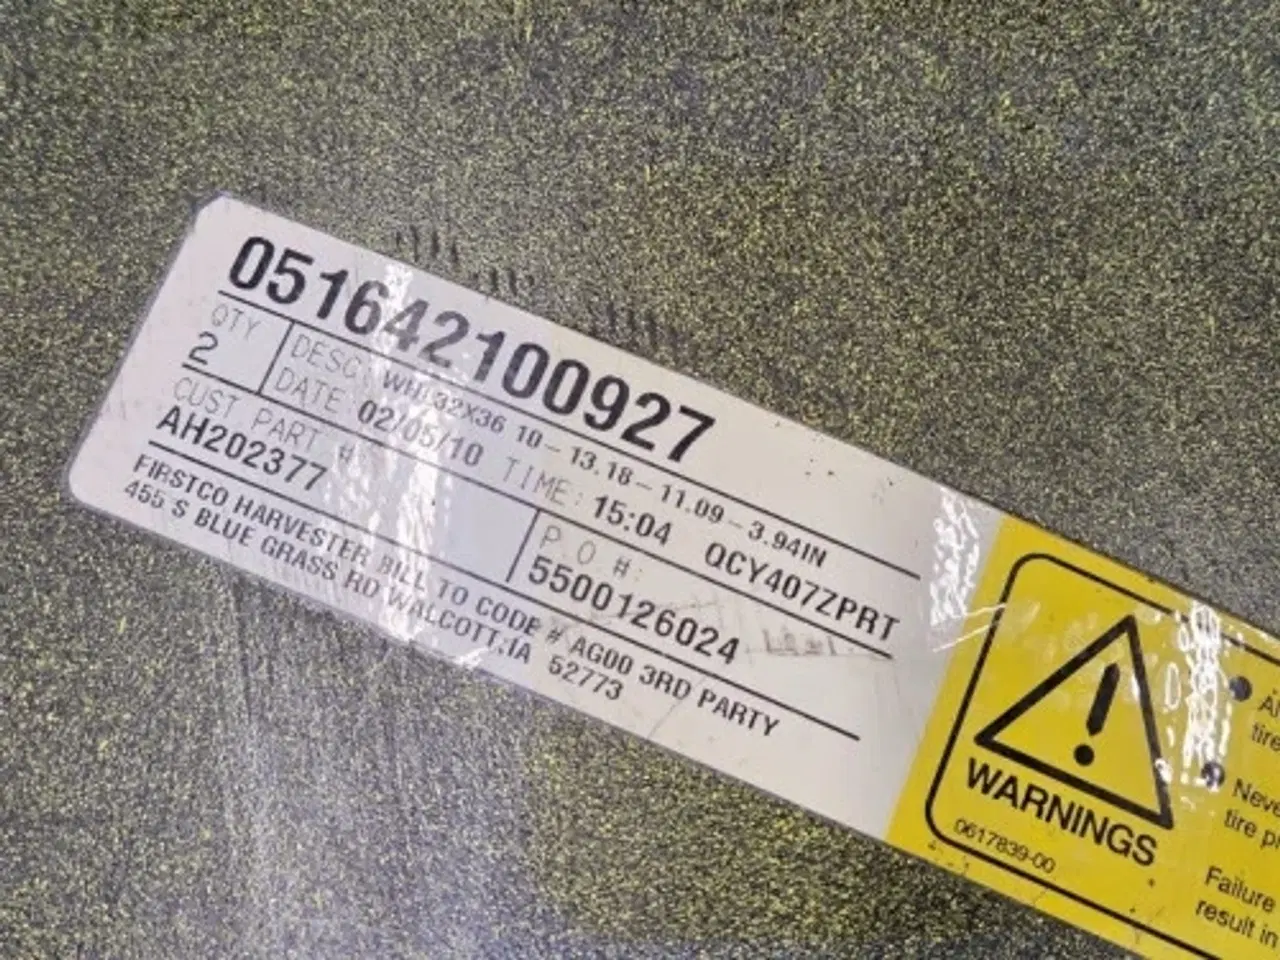 051642100927
QTY
2
DESC: WHL32X36 10-13.18-11.09-3.94IN
DATE: 02/05/10 TIME: 15:04 QCY407ZPRT
CUST PART #:
AH202377
P.O #:
5500126024
FIRSTCO HARVESTER BILL TO CODE # AG00 3RD PARTY
455 S BLUE GRASS RD WALCOTT,IA 52773
WARNINGS
0617839-00
tire
Failure
result in